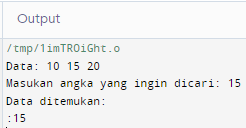 Output
/tmp/1imTROiGht.o
Data: 10 15 20
Masukan angka yang ingin dicari: 15
Data ditemukan:
:15